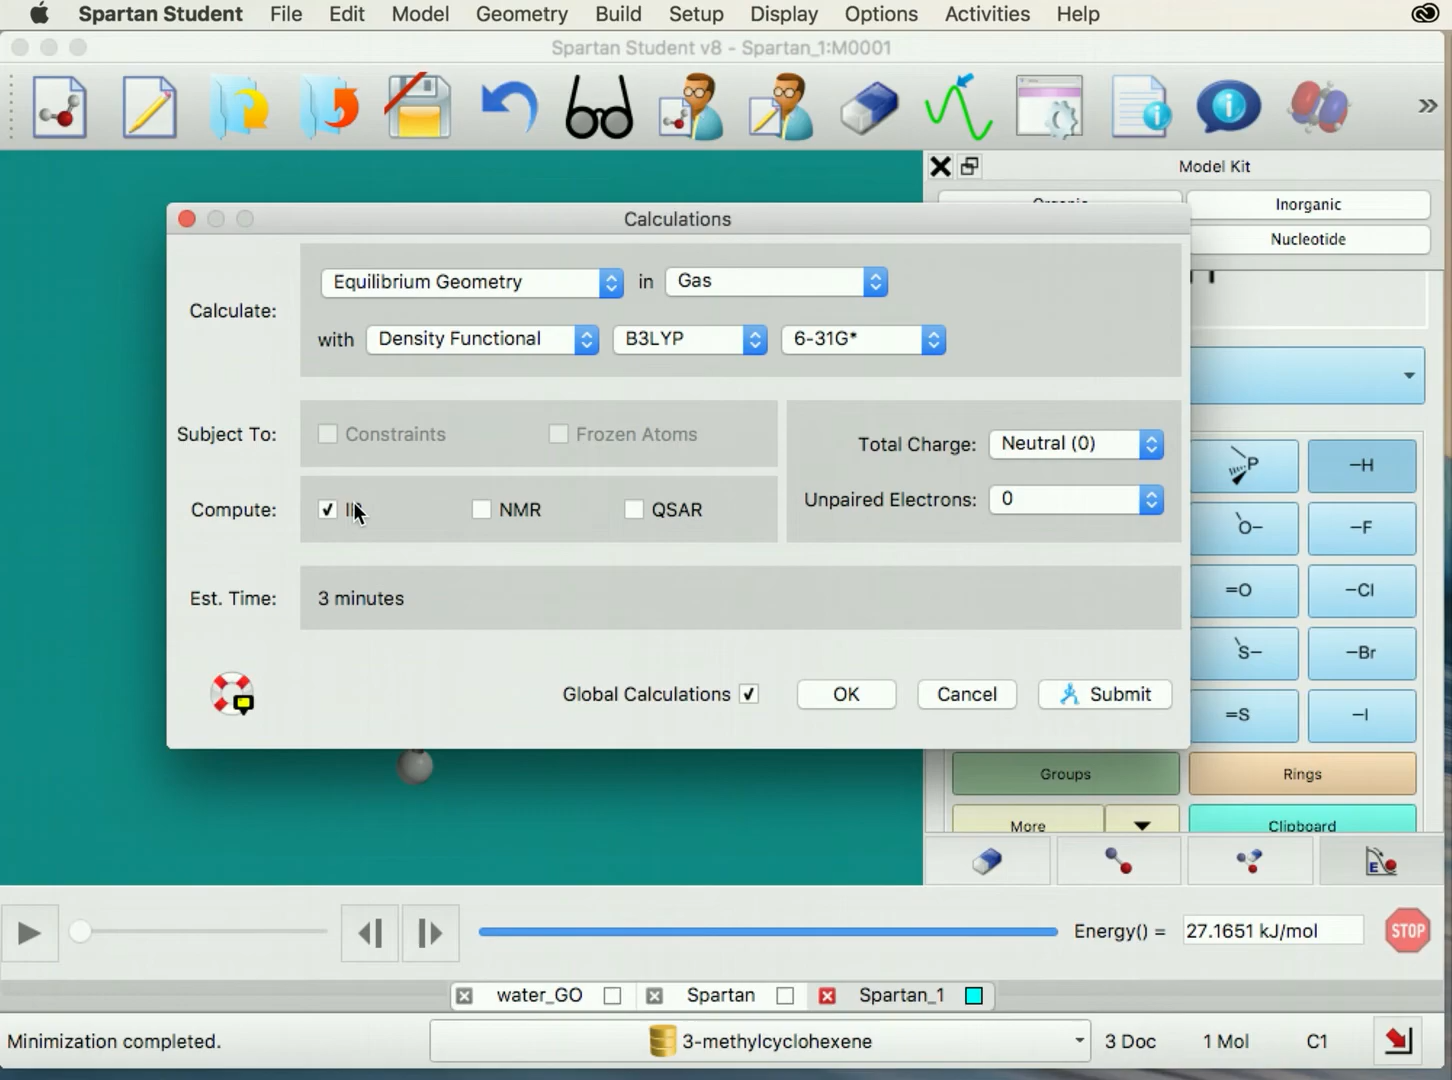 Spartan Student File Edit Model Geometry Build Setup Display Options Activities Help
Spartan Student v8 - Spartan_1:M0001
»
Model Kit
Inorganic
Nucleotide
Calculations
Calculate:
Equilibrium Geometry in Gas
with Density Functional B3LYP 6-31G*
Subject To:
Constraints Frozen Atoms
Total Charge: Neutral (0)
Compute:
NMR QSAR
Unpaired Electrons: 0
Est. Time: 3 minutes
Global Calculations OK Cancel Submit
P –H
O– –F
=O –Cl
S– –Br
=S –I
Groups Rings
More Clipboard
E
Energy() = 27.1651 kJ/mol STOP
water_GO Spartan Spartan_1
Minimization completed. 3-methylcyclohexene 3 Doc 1 Mol C1